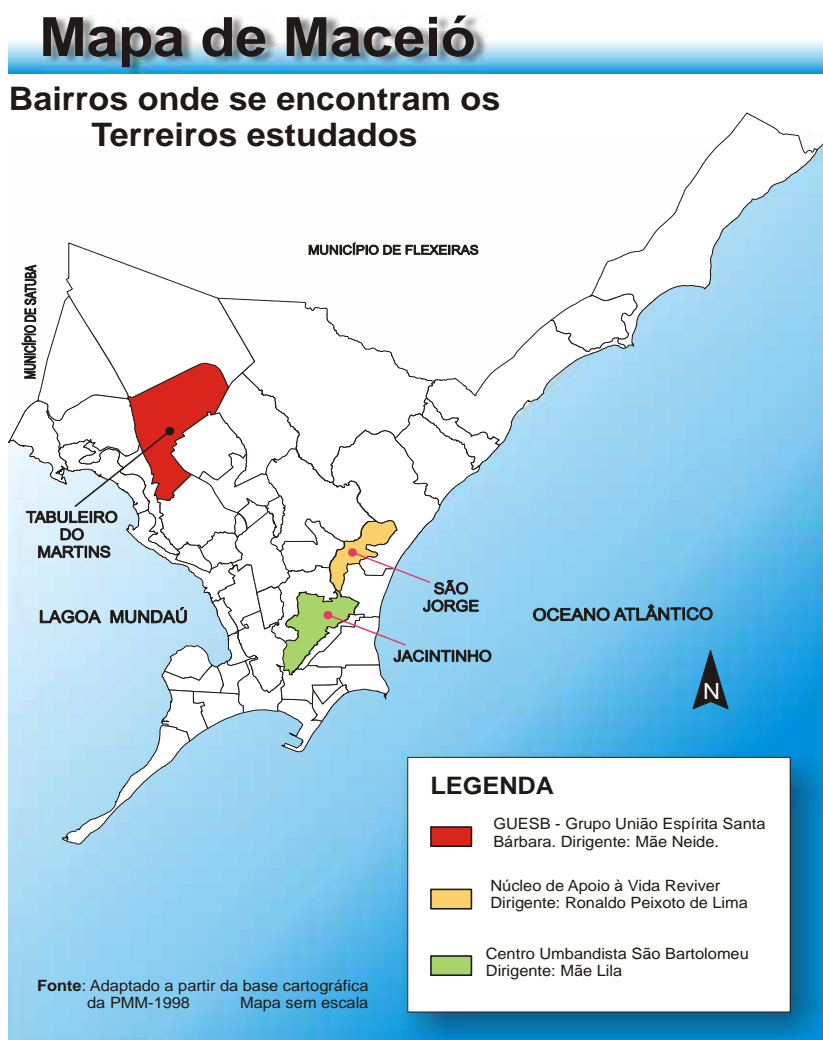 Mapa de Maceió
Bairros onde se encontram os
Terreiros estudados
MUNICÍPIO DE FLEXEIRAS
MUNICÍPIO DE SATUBA
TABULEIRO
DO
MARTINS
SÃO
JORGE
LAGOA MUNDAÚ
OCEANO ATLÂNTICO
JACINTINHO
N
LEGENDA
GUESB - Grupo União Espírita Santa
Bárbara. Dirigente: Mãe Neide.
Núcleo de Apoio à Vida Reviver
Dirigente: Ronaldo Peixoto de Lima
Centro Umbandista São Bartolomeu
Dirigente: Mãe Lila
Fonte: Adaptado a partir da base cartográfica
da PMM-1998 Mapa sem escala